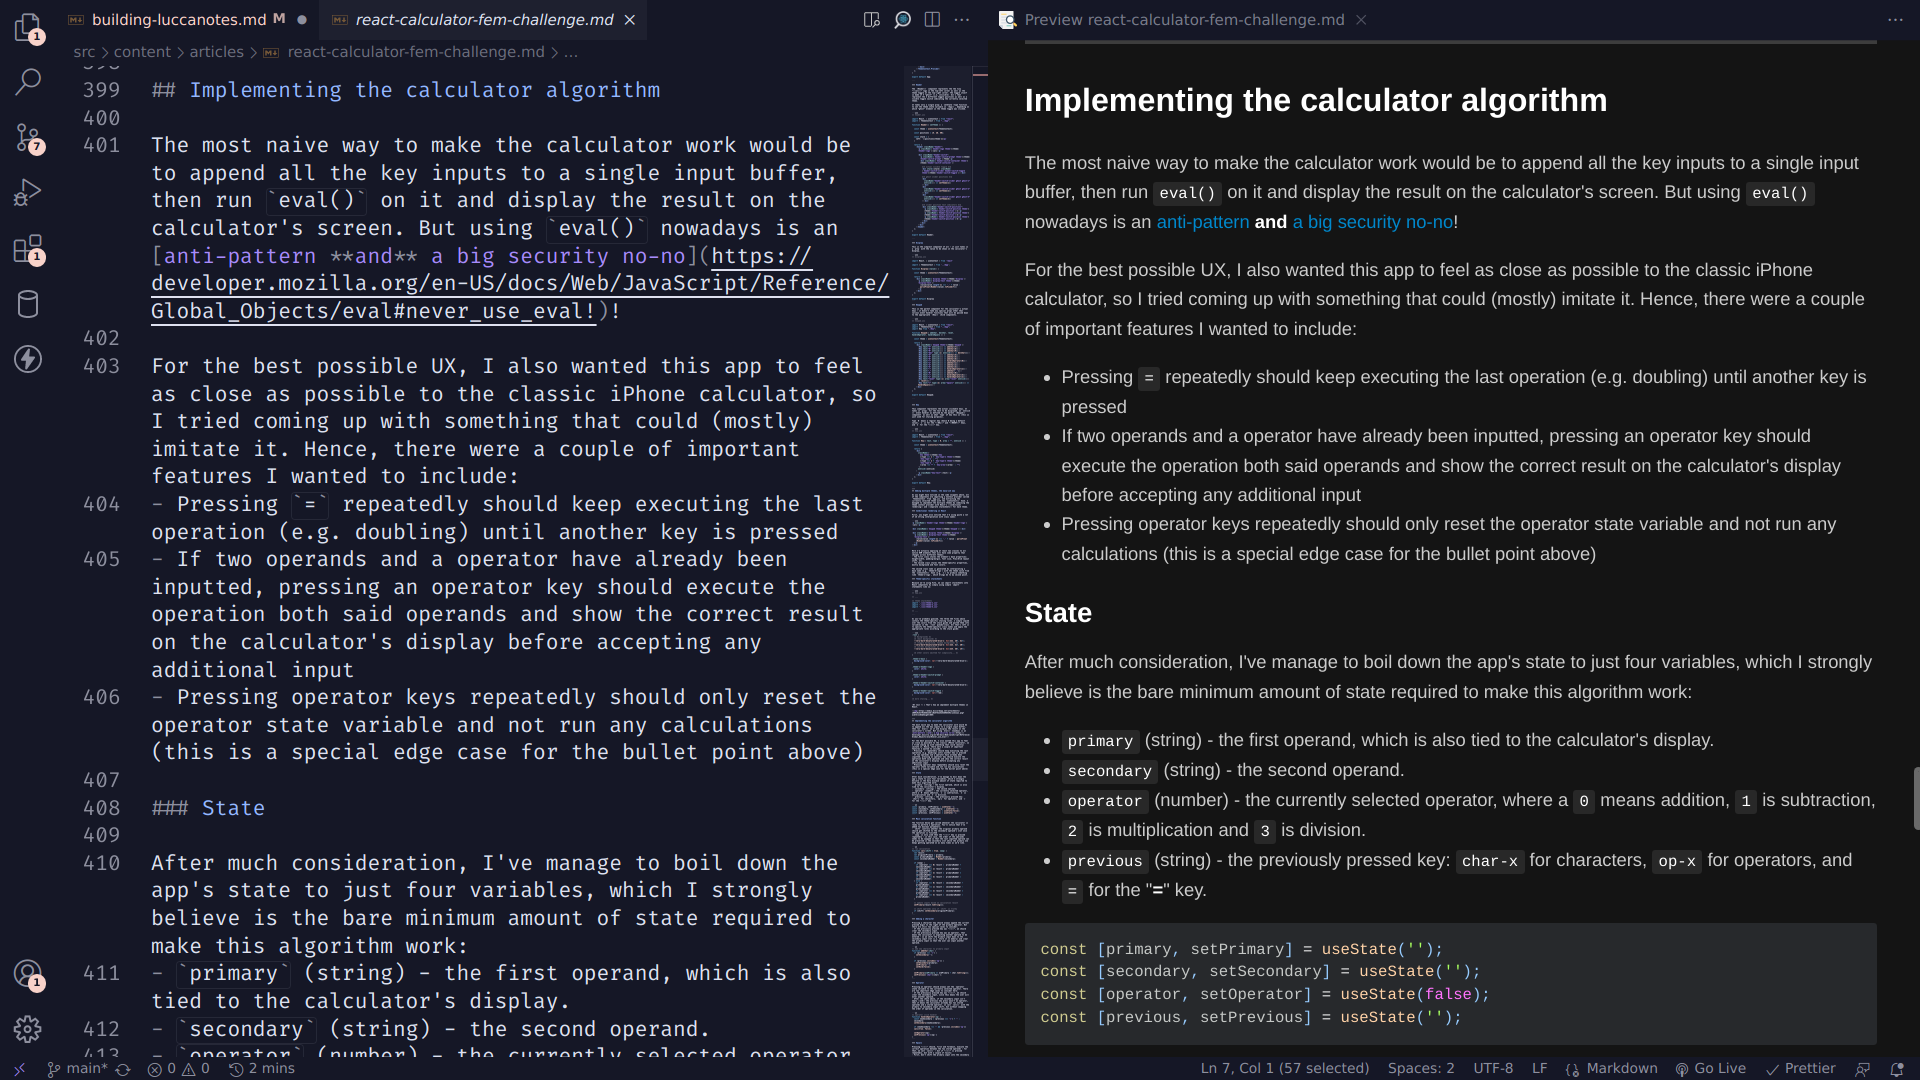 building-luccanotes.md M
react-calculator-fem-challenge.md
Preview react-calculator-fem-challenge.md
src > content > articles > react-calculator-fem-challenge.md > ...
399 ## Implementing the calculator algorithm
400
401 The most naive way to make the calculator work would be
to append all the key inputs to a single input buffer,
then run `eval()` on it and display the result on the
calculator's screen. But using `eval()` nowadays is an
[anti-pattern **and** a big security no-no](https://
developer.mozilla.org/en-US/docs/Web/JavaScript/Reference/
Global_Objects/eval#never_use_eval!)!
402
403 For the best possible UX, I also wanted this app to feel
as close as possible to the classic iPhone calculator, so
I tried coming up with something that could (mostly)
imitate it. Hence, there were a couple of important
features I wanted to include:
404 - Pressing `=` repeatedly should keep executing the last
operation (e.g. doubling) until another key is pressed
405 - If two operands and a operator have already been
inputted, pressing an operator key should execute the
operation both said operands and show the correct result
on the calculator's display before accepting any
additional input
406 - Pressing operator keys repeatedly should only reset the
operator state variable and not run any calculations
(this is a special edge case for the bullet point above)
407
408 ### State
409
410 After much consideration, I've manage to boil down the
app's state to just four variables, which I strongly
believe is the bare minimum amount of state required to
make this algorithm work:
411 - `primary` (string) - the first operand, which is also
tied to the calculator's display.
412 - `secondary` (string) - the second operand.
413 - `operator` (number) - the currently selected operator,
Implementing the calculator algorithm
The most naive way to make the calculator work would be to append all the key inputs to a single input
buffer, then run eval() on it and display the result on the calculator's screen. But using eval()
nowadays is an anti-pattern and a big security no-no!
For the best possible UX, I also wanted this app to feel as close as possible to the classic iPhone
calculator, so I tried coming up with something that could (mostly) imitate it. Hence, there were a couple
of important features I wanted to include:
• Pressing = repeatedly should keep executing the last operation (e.g. doubling) until another key is
pressed
• If two operands and a operator have already been inputted, pressing an operator key should
execute the operation both said operands and show the correct result on the calculator's display
before accepting any additional input
• Pressing operator keys repeatedly should only reset the operator state variable and not run any
calculations (this is a special edge case for the bullet point above)
State
After much consideration, I've manage to boil down the app's state to just four variables, which I strongly
believe is the bare minimum amount of state required to make this algorithm work:
• primary (string) - the first operand, which is also tied to the calculator's display.
• secondary (string) - the second operand.
• operator (number) - the currently selected operator, where a 0 means addition, 1 is subtraction,
2 is multiplication and 3 is division.
• previous (string) - the previously pressed key: char-x for characters, op-x for operators, and
= for the "=" key.
const [primary, setPrimary] = useState('');
const [secondary, setSecondary] = useState('');
const [operator, setOperator] = useState(false);
const [previous, setPrevious] = useState('');
1
7
1
1
main* 0 0 2 mins
Ln 7, Col 1 (57 selected) Spaces: 2 UTF-8 LF Markdown Go Live Prettier